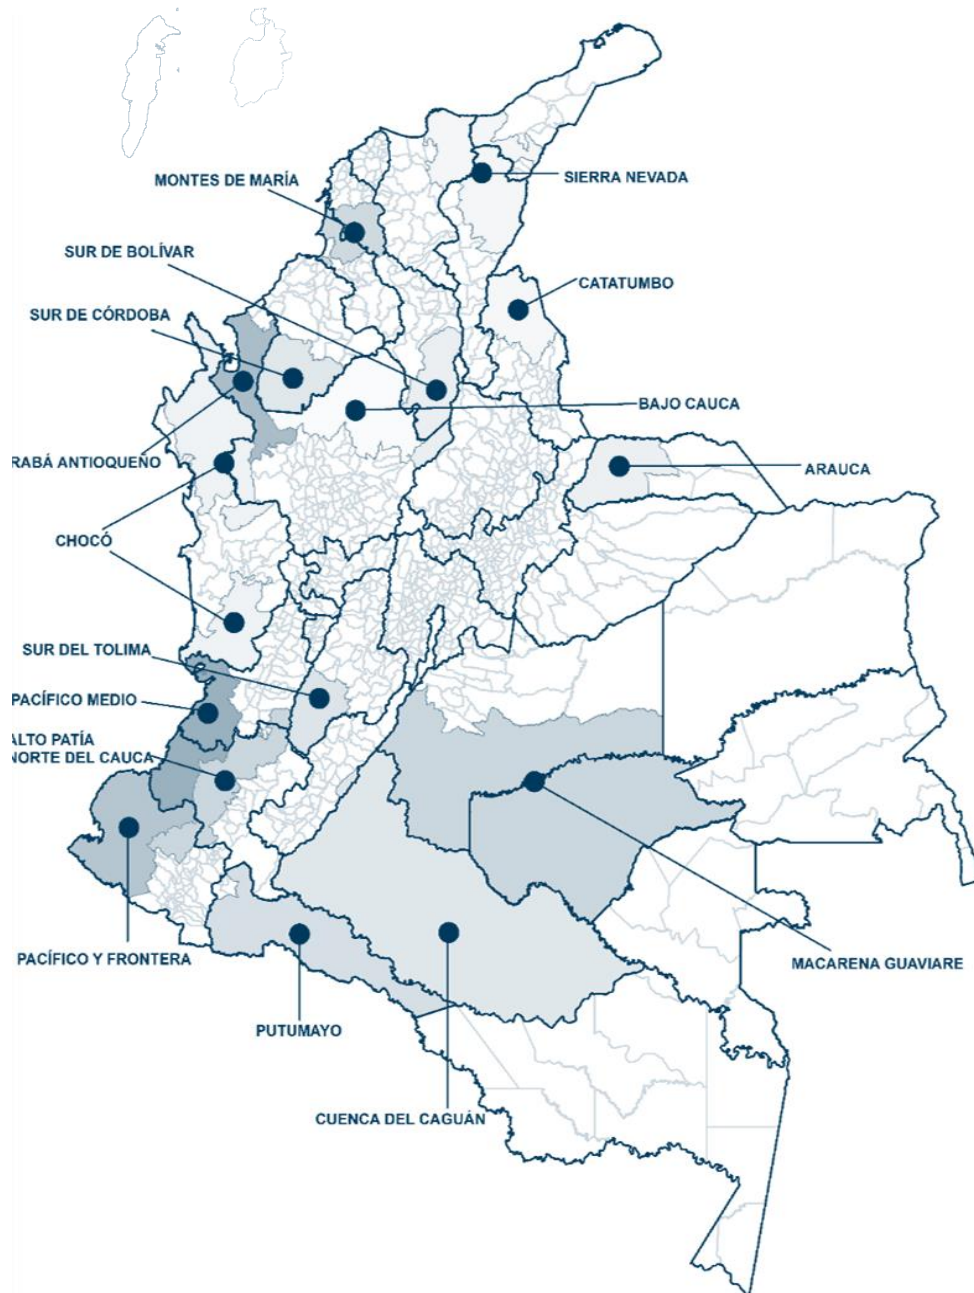 MONTES DE MARÍA
SIERRA NEVADA
SUR DE BOLÍVAR
CATATUMBO
SUR DE CÓRDOBA
BAJO CAUCA
RABÁ ANTIOQUEÑO
ARAUCA
CHOCÓ
SUR DEL TOLIMA
PACÍFICO MEDIO
ALTO PATÍA
NORTE DEL CAUCA
PACÍFICO Y FRONTERA
MACARENA GUAVIARE
PUTUMAYO
CUENCA DEL CAGUÁN